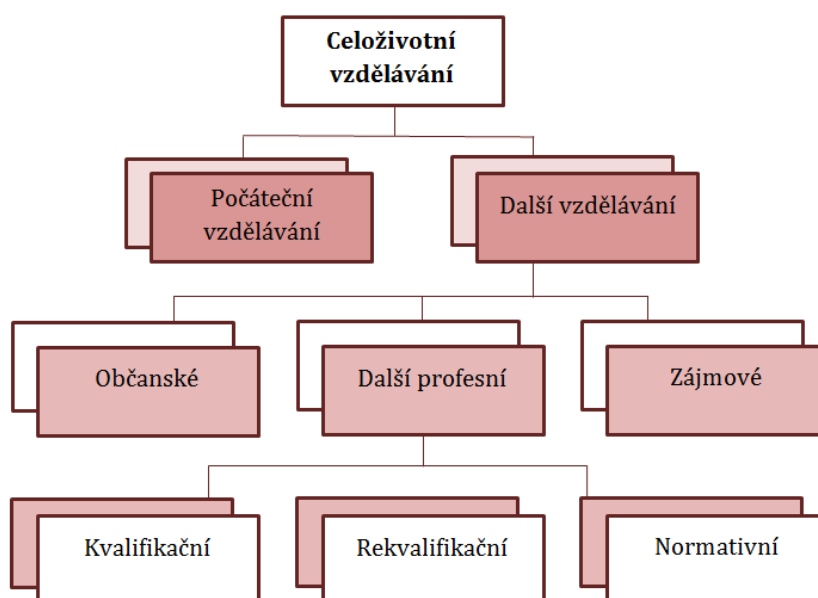 Celoživotní
vzdělávání
Počáteční
vzdělávání
Další vzdělávání
Občanské
Další profesní
Zájmové
Kvalifikační
Rekvalifikační
Normativní